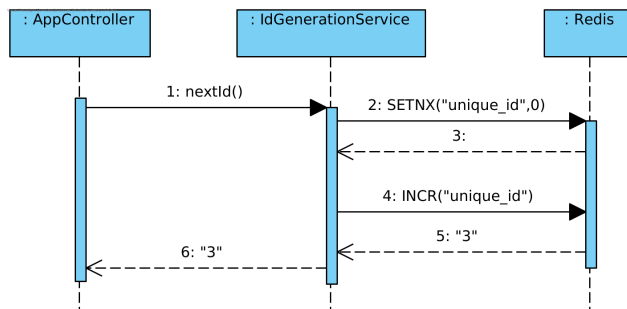 : AppController
: IdGenerationService
: Redis
1: nextId()
2: SETNX("unique_id",0)
3:
4: INCR("unique_id")
5: "3"
6: "3"